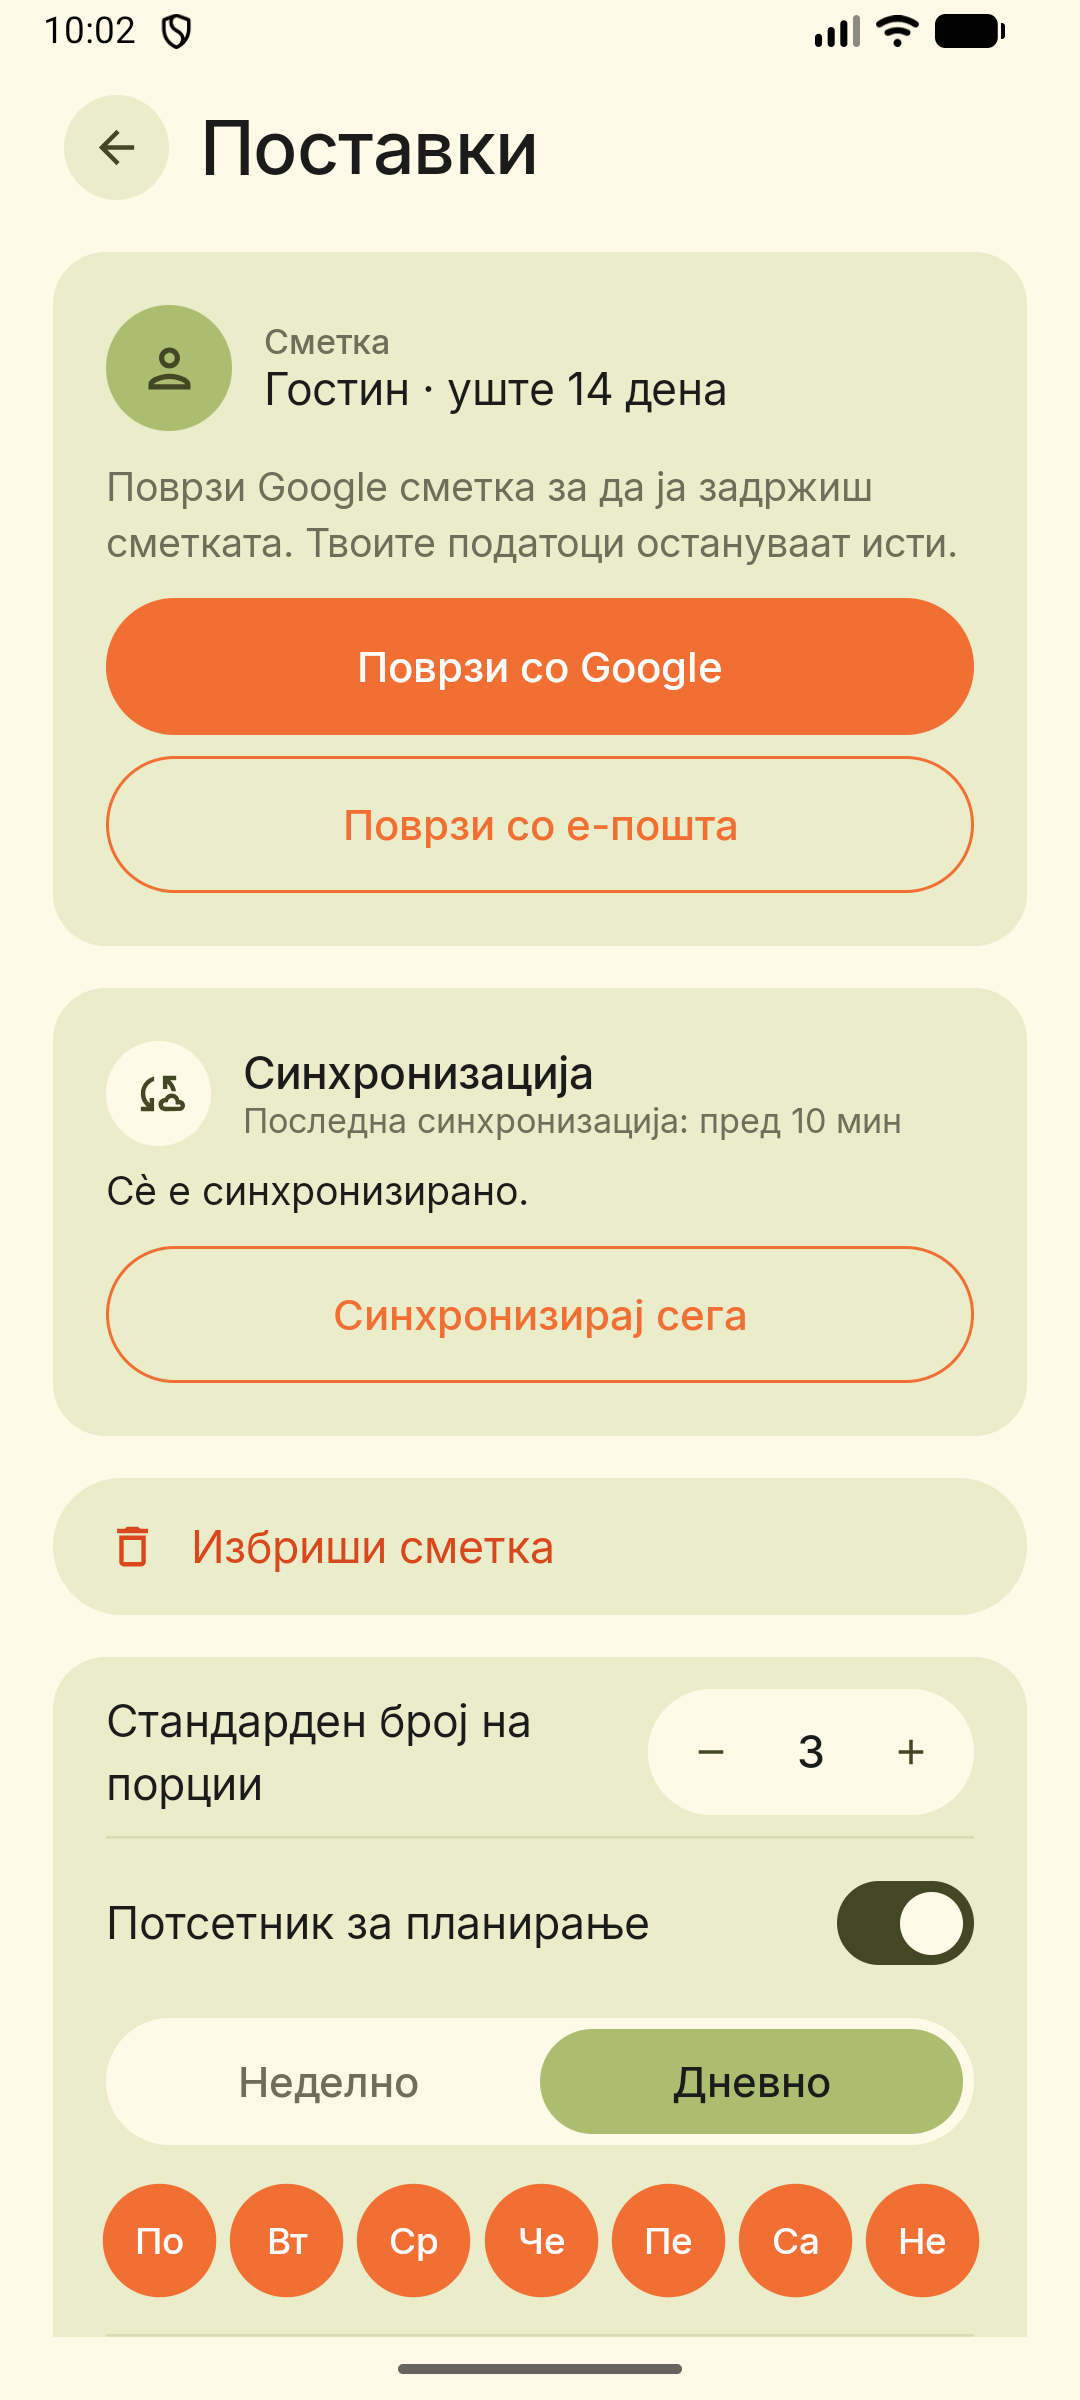 10:02
Поставки
Сметка
Гостин · уште 14 дена
Поврзи Google сметка за да ја задржиш
сметката. Твоите податоци остануваат исти.
Поврзи со Google
Поврзи со е-пошта
Синхронизација
Последна синхронизација: пред 10 мин
Сѐ е синхронизирано.
Синхронизирај сега
Избриши сметка
Стандарден број на
порции
− 3 +
Потсетник за планирање
Неделно Дневно
По Вт Ср Че Пе Са Не